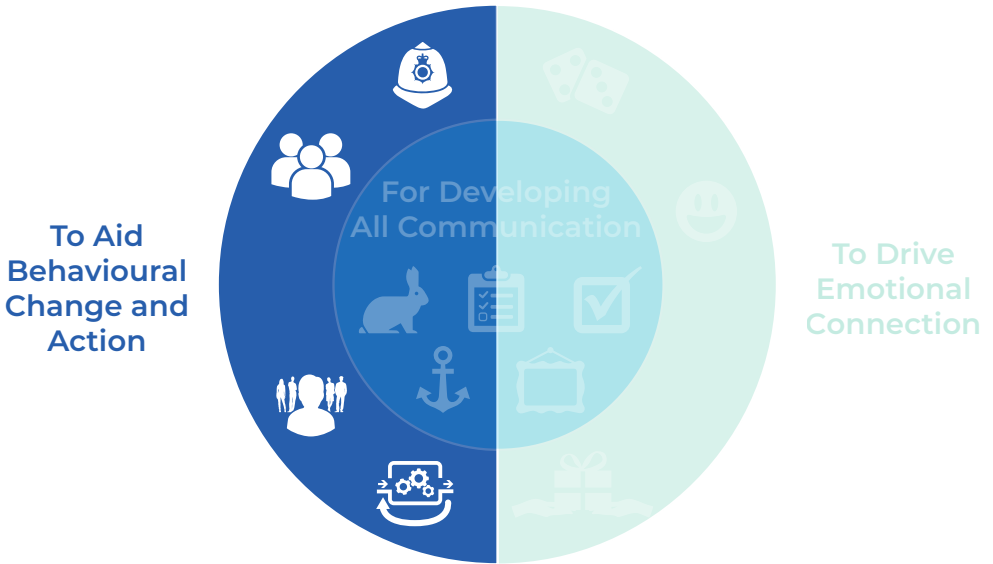 To Aid
Behavioural
Change and
Action
For Developing
All Communication
To Drive
Emotional
Connection